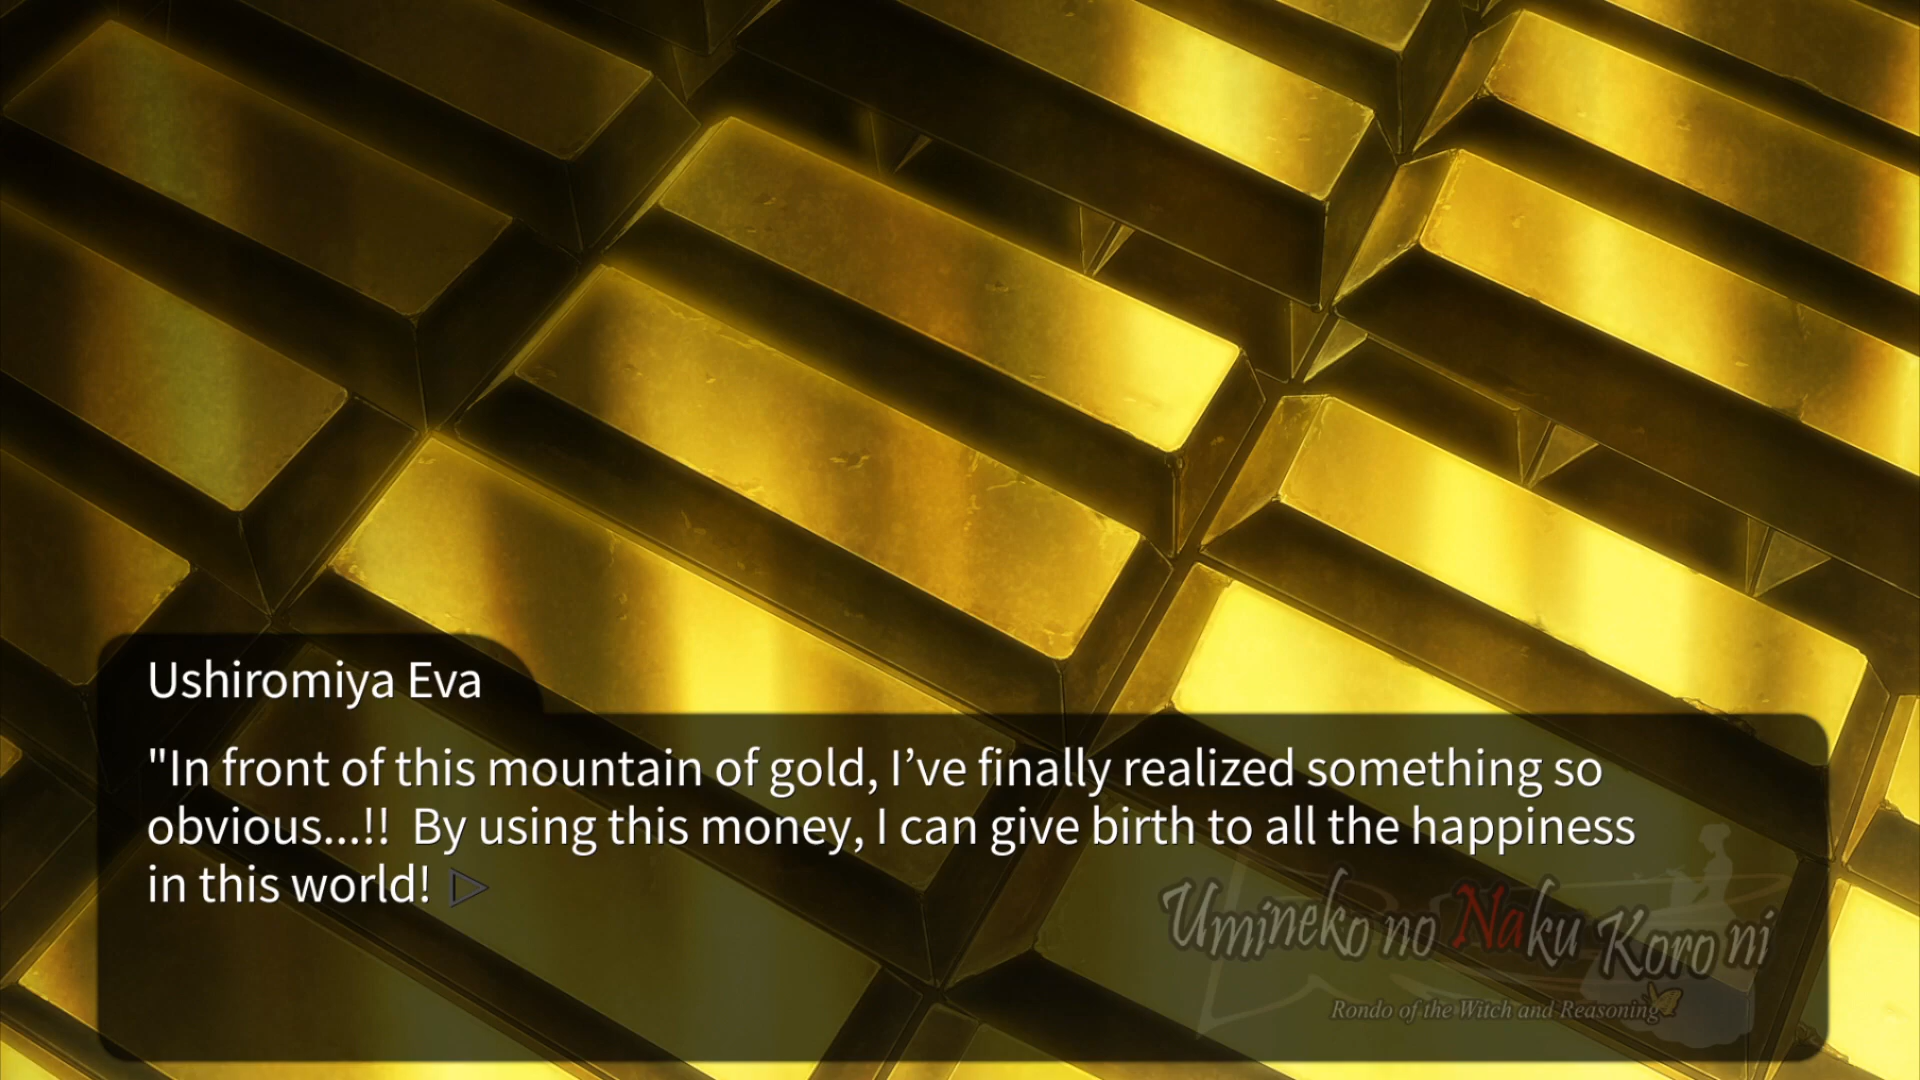 Ushiromiya Eva
"In front of this mountain of gold, I’ve finally realized something so
obvious...!!  By using this money, I can give birth to all the happiness
in this world!
Umineko no Naku Koro ni
Rondo of the Witch and Reasoning